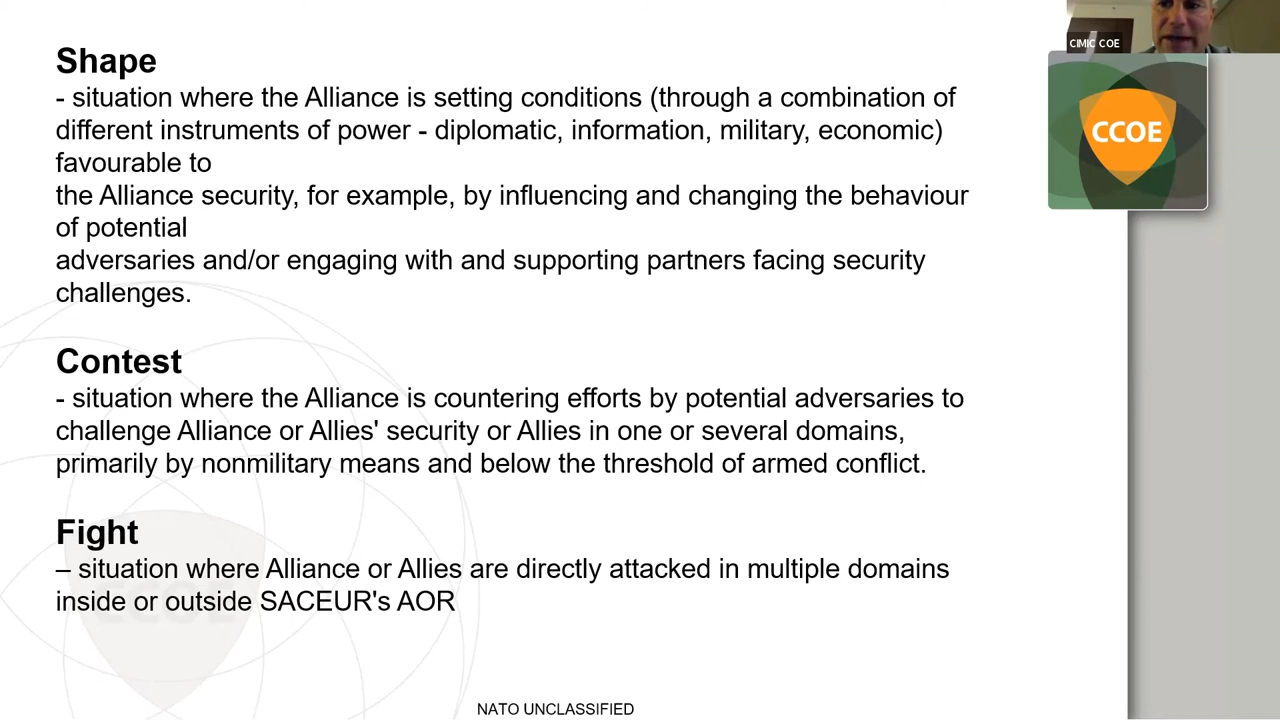 Shape
- situation where the Alliance is setting conditions (through a combination of
different instruments of power - diplomatic, information, military, economic)
favourable to
the Alliance security, for example, by influencing and changing the behaviour
of potential
adversaries and/or engaging with and supporting partners facing security
challenges.
Contest
- situation where the Alliance is countering efforts by potential adversaries to
challenge Alliance or Allies' security or Allies in one or several domains,
primarily by nonmilitary means and below the threshold of armed conflict.
Fight
– situation where Alliance or Allies are directly attacked in multiple domains
inside or outside SACEUR's AOR
NATO UNCLASSIFIED
CIMIC COE
CCOE
CCOE